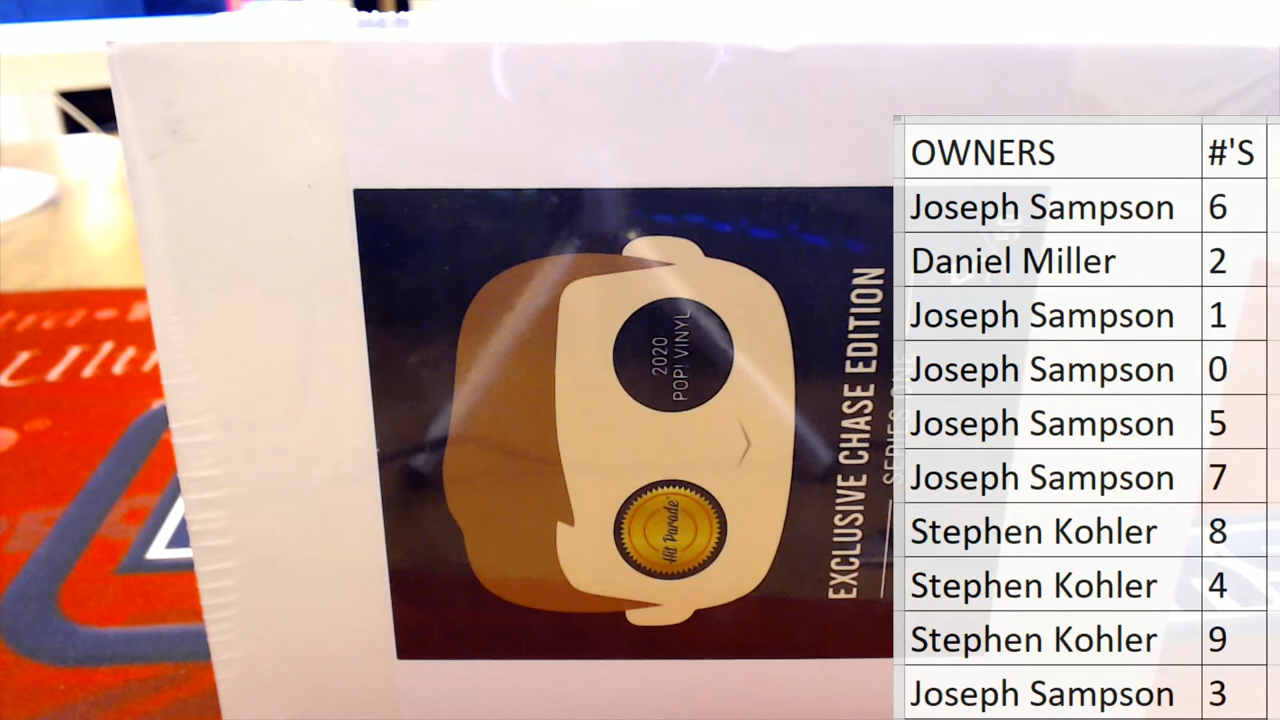 2020
POP! VINYL
Hit Parade
EXCLUSIVE CHASE EDITION
SERIES ONE
OWNERS #'S
Joseph Sampson 6
Daniel Miller 2
Joseph Sampson 1
Joseph Sampson 0
Joseph Sampson 5
Joseph Sampson 7
Stephen Kohler 8
Stephen Kohler 4
Stephen Kohler 9
Joseph Sampson 3